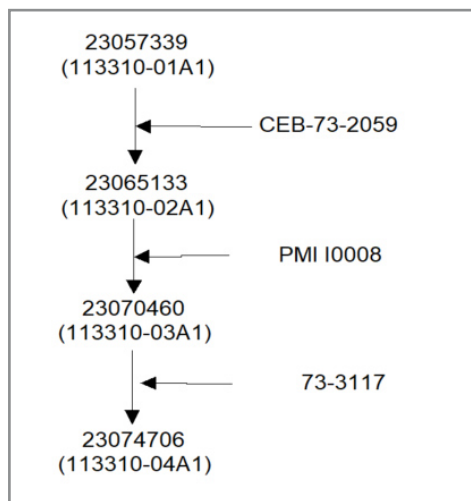 23057339
(113310-01A1)
CEB-73-2059
23065133
(113310-02A1)
PMI I0008
23070460
(113310-03A1)
73-3117
23074706
(113310-04A1)